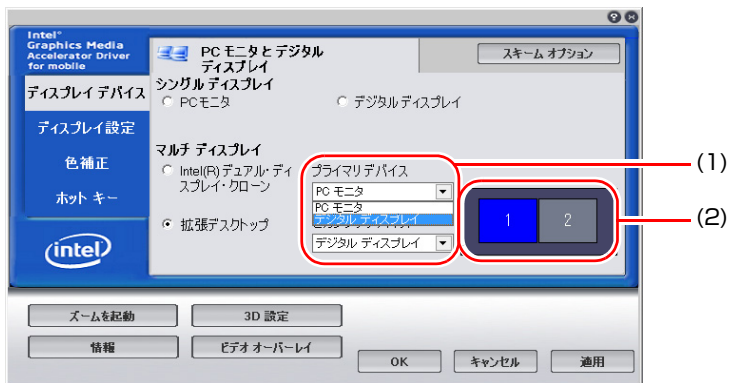 Intel®
Graphics Media
Accelerator Driver
for mobile
PC モニタとデジタル
ディスプレイ
スキーム オプション
ディスプレイ デバイス
ディスプレイ設定
色補正
ホット キー
intel
シングル ディスプレイ
PCモニタ
デジタル ディスプレイ
マルチ ディスプレイ
Intel(R) デュアル・ディ
スプレイ・クローン
拡張デスクトップ
プライマリ デバイス
PC モニタ
PC モニタ
デジタル ディスプレイ
デジタル ディスプレイ
1
2
(1)
(2)
ズームを起動
3D 設定
情報
ビデオ オーバーレイ
OK
キャンセル
適用